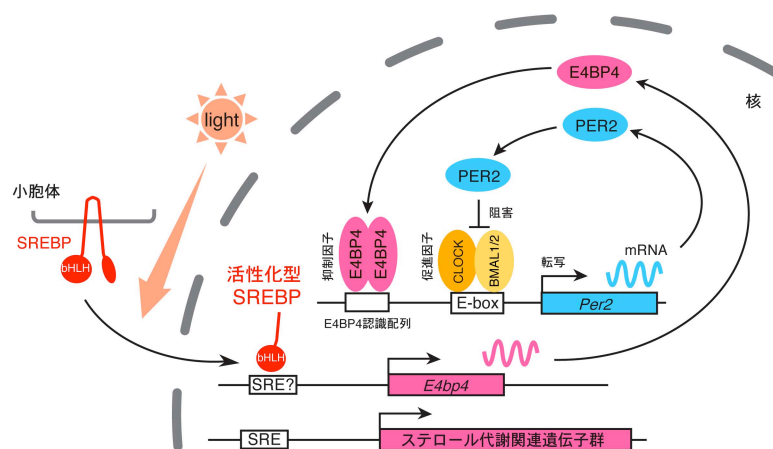 E4BP4
核
light
PER2
PER2
小胞体
阻害
SREBP
bHLH
抑制因子
E4BP4
E4BP4
促進因子
CLOCK
BMAL1/2
転写
mRNA
活性化型
SREBP
E-box
Per2
E4BP4認識配列
bHLH
SRE?
E4bp4
SRE
ステロール代謝関連遺伝子群